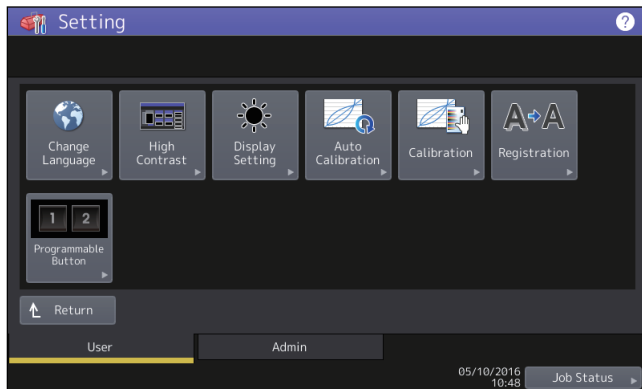 Setting
?
Change
Language
High
Contrast
Display
Setting
Auto
Calibration
Calibration
A A
Registration
1 2
Programmable
Button
Return
User
Admin
05/10/2016
10:48
Job Status